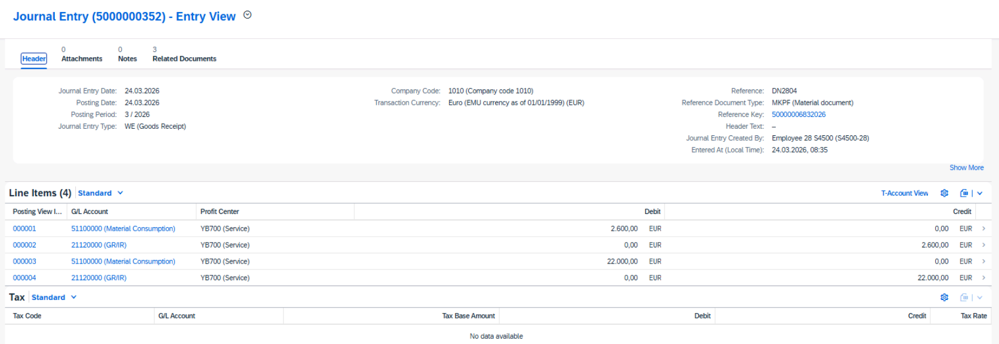 Journal Entry (5000000352) - Entry View
0 0 3
Header Attachments Notes Related Documents
Journal Entry Date: 24.03.2026 Company Code: 1010 (Company code 1010) Reference: DN2804
Posting Date: 24.03.2026 Transaction Currency: Euro (EMU currency as of 01/01/1999) (EUR) Reference Document Type: MKPF (Material document)
Posting Period: 3 / 2026 Reference Key: 50000006832026
Journal Entry Type: WE (Goods Receipt) Header Text: –
Journal Entry Created By: Employee 28 S4500 (S4500-28)
Entered At (Local Time): 24.03.2026, 08:35
Show More
Line Items (4) Standard T-Account View
Posting View I... G/L Account Profit Center Debit Credit
000001 51100000 (Material Consumption) YB700 (Service) 2.600,00 EUR 0,00 EUR
000002 21120000 (GR/IR) YB700 (Service) 0,00 EUR 2.600,00 EUR
000003 51100000 (Material Consumption) YB700 (Service) 22.000,00 EUR 0,00 EUR
000004 21120000 (GR/IR) YB700 (Service) 0,00 EUR 22.000,00 EUR
Tax Standard
Tax Code G/L Account Tax Base Amount Debit Credit Tax Rate
No data available